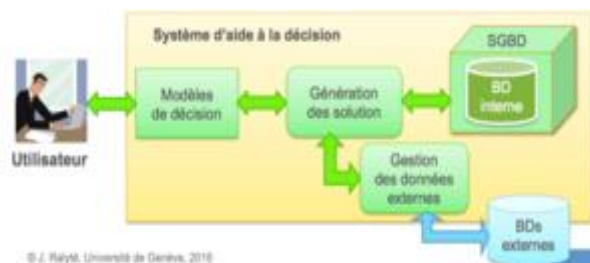 Système d'aide à la décision
SGBD
BD
interne
Modèles
de décision
Génération
des solution
Utilisateur
Gestion
des données
externes
BDs
externes
© J. Ralyté, Université de Genève, 2016